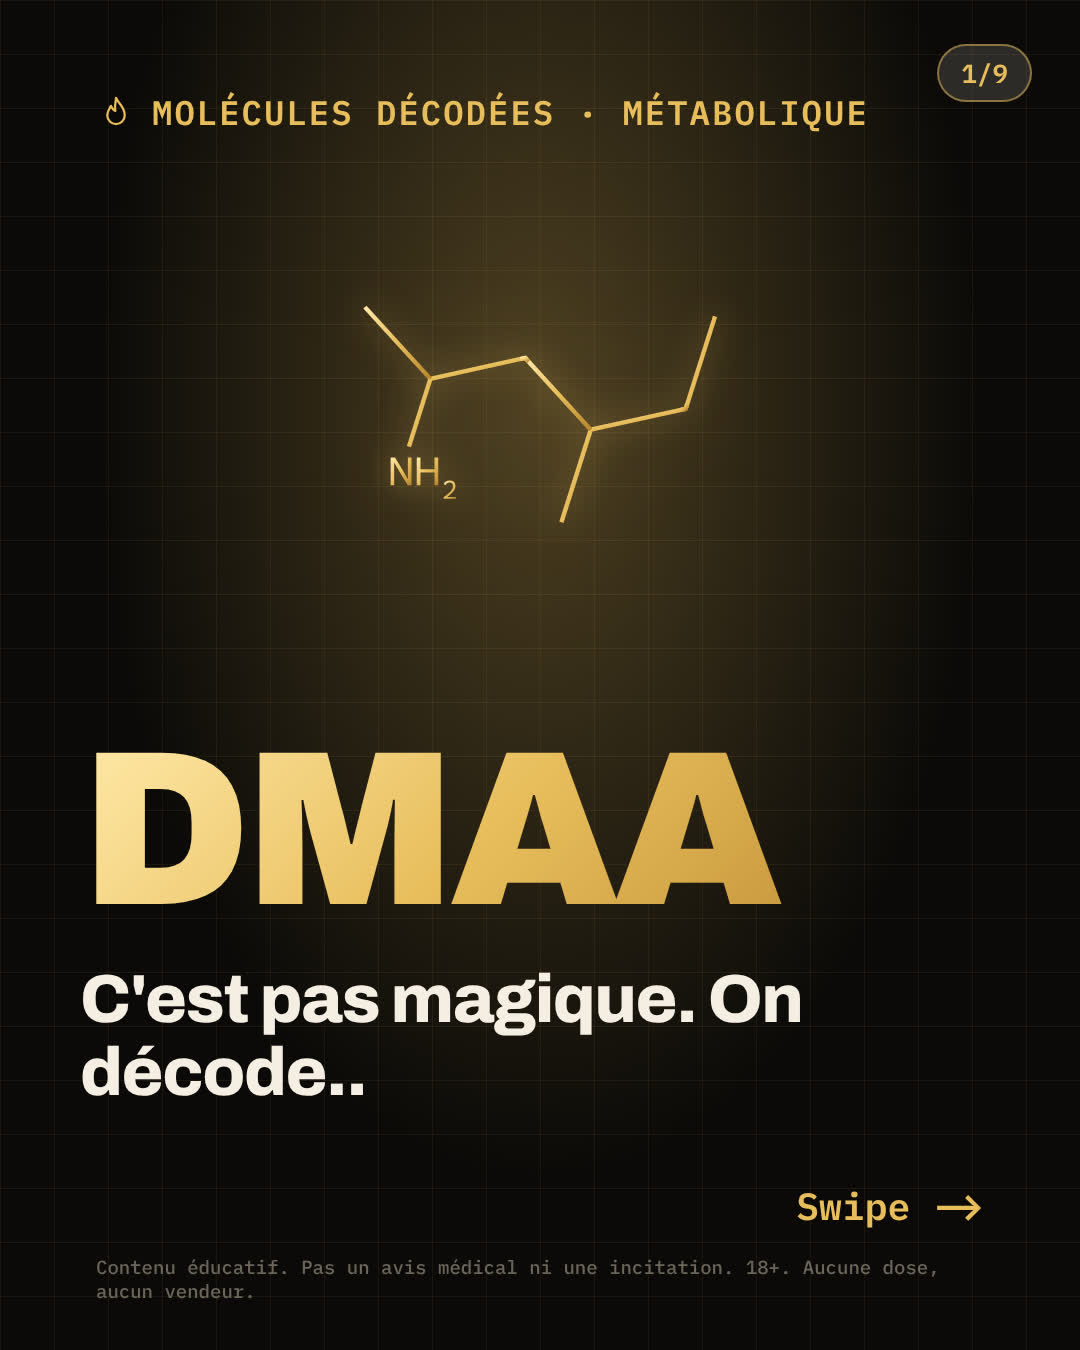 1/9
MOLÉCULES DÉCODÉES · MÉTABOLIQUE
NH₂
DMAA
C'est pas magique. On
décode..
Swipe →
Contenu éducatif. Pas un avis médical ni une incitation. 18+. Aucune dose,
aucun vendeur.